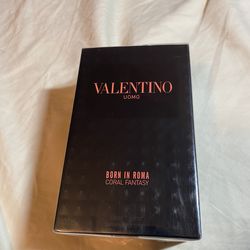 VALENTINO
UOMO
BORN IN ROMA
CORAL FANTASY